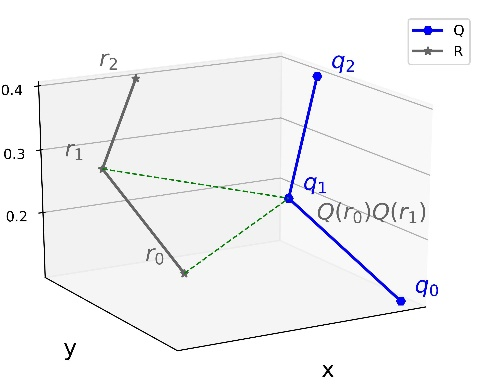 Q
R
r₂
q₂
0.4
r₁
0.3
q₁
Q(r₀)Q(r₁)
0.2
r₀
q₀
y
x